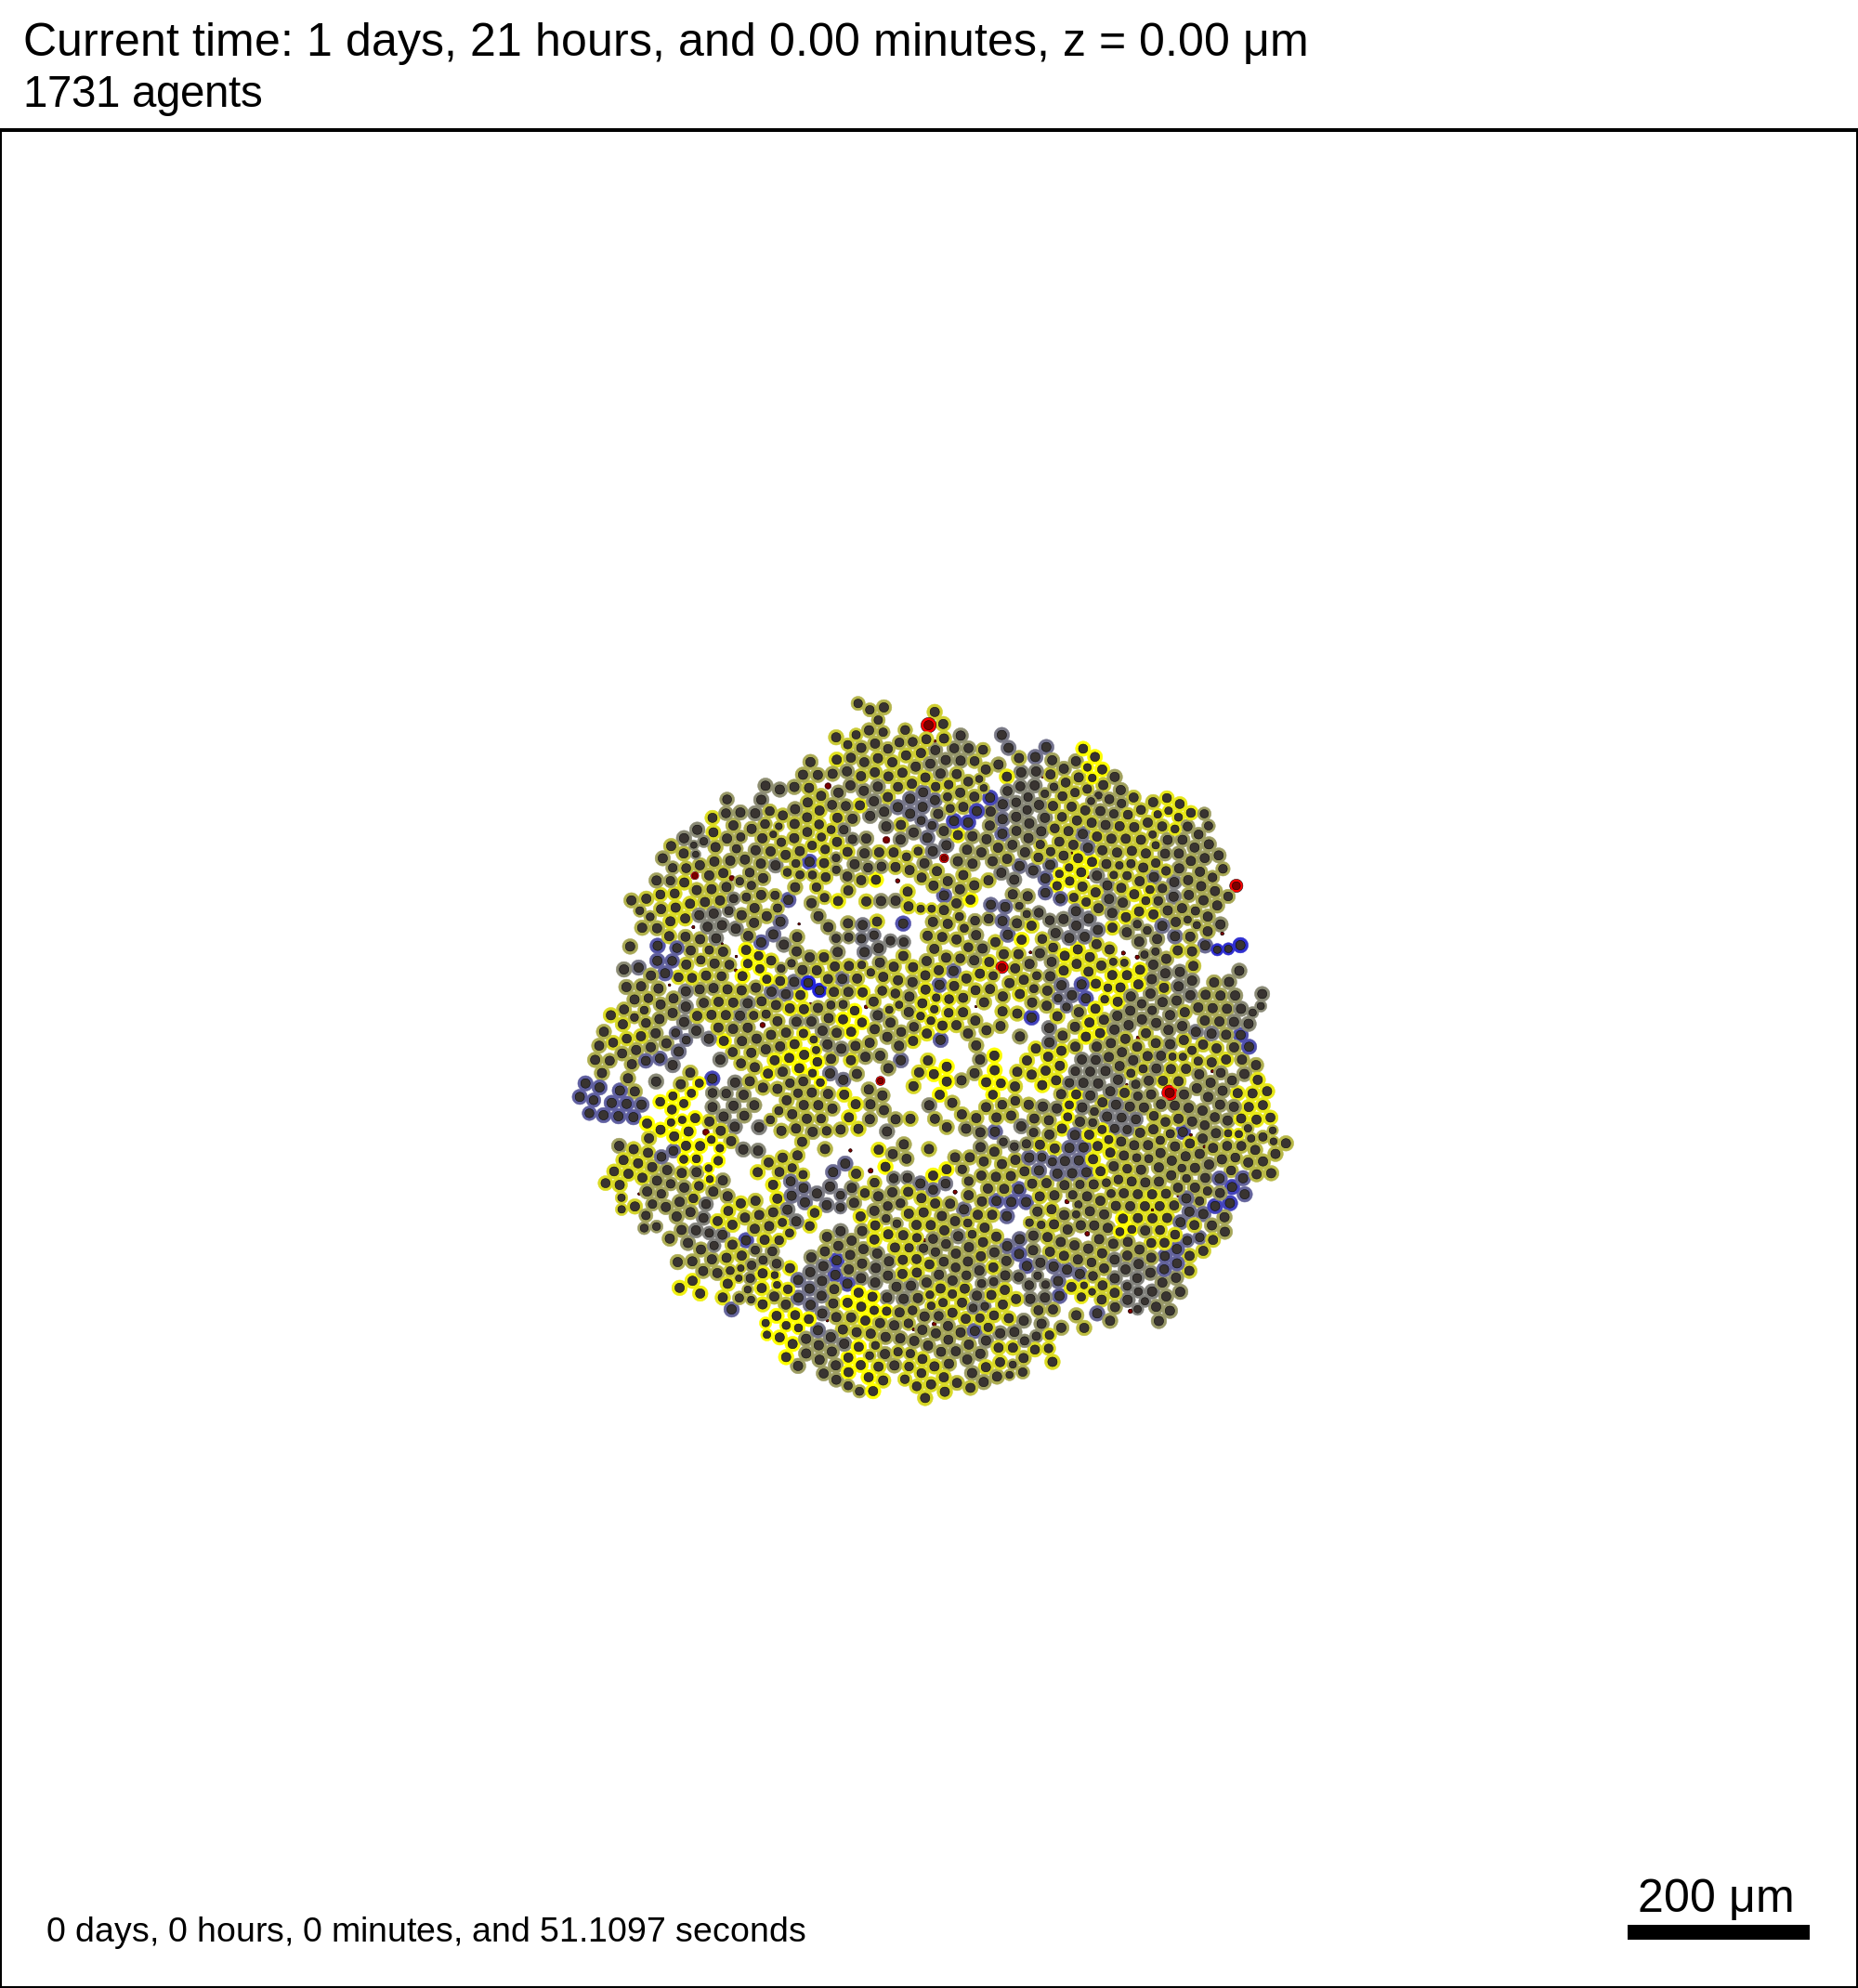 Current time: 1 days, 21 hours, and 0.00 minutes, z = 0.00 μm
1731 agents
200 μm
0 days, 0 hours, 0 minutes, and 51.1097 seconds